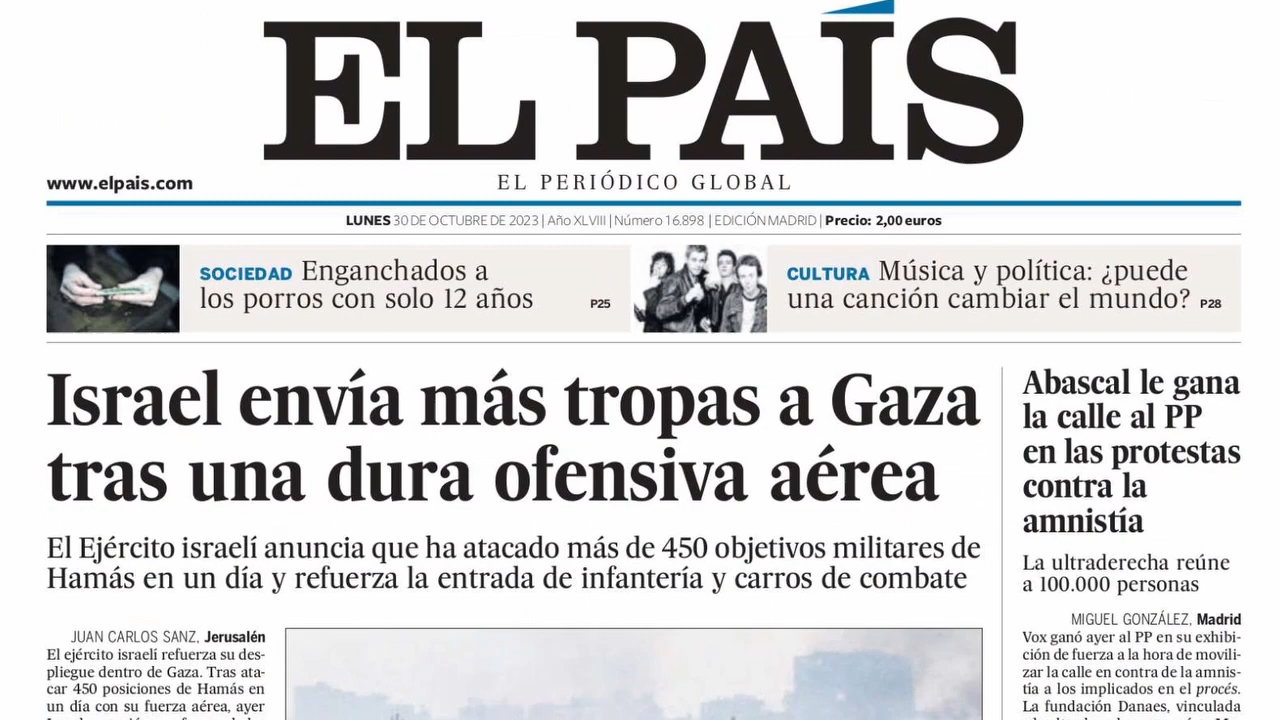 EL PAÍS
www.elpais.com
EL PERIÓDICO GLOBAL
LUNES 30 DE OCTUBRE DE 2023 | Año XLVIII | Número 16.898 | EDICIÓN MADRID | Precio: 2,00 euros
SOCIEDAD Enganchados a
los porros con solo 12 años P25
CULTURA Música y política: ¿puede
una canción cambiar el mundo? P28
Israel envía más tropas a Gaza
tras una dura ofensiva aérea
El Ejército israelí anuncia que ha atacado más de 450 objetivos militares de
Hamás en un día y refuerza la entrada de infantería y carros de combate
JUAN CARLOS SANZ, Jerusalén
El ejército israelí refuerza su des-
pliegue dentro de Gaza. Tras ata-
car 450 posiciones de Hamás en
un día con su fuerza aérea, ayer
Abascal le gana
la calle al PP
en las protestas
contra la
amnistía
La ultraderecha reúne
a 100.000 personas
MIGUEL GONZÁLEZ, Madrid
Vox ganó ayer al PP en su exhibi-
ción de fuerza a la hora de movili-
zar la calle en contra de la amnis-
tía a los implicados en el procés.
La fundación Danaes, vinculada